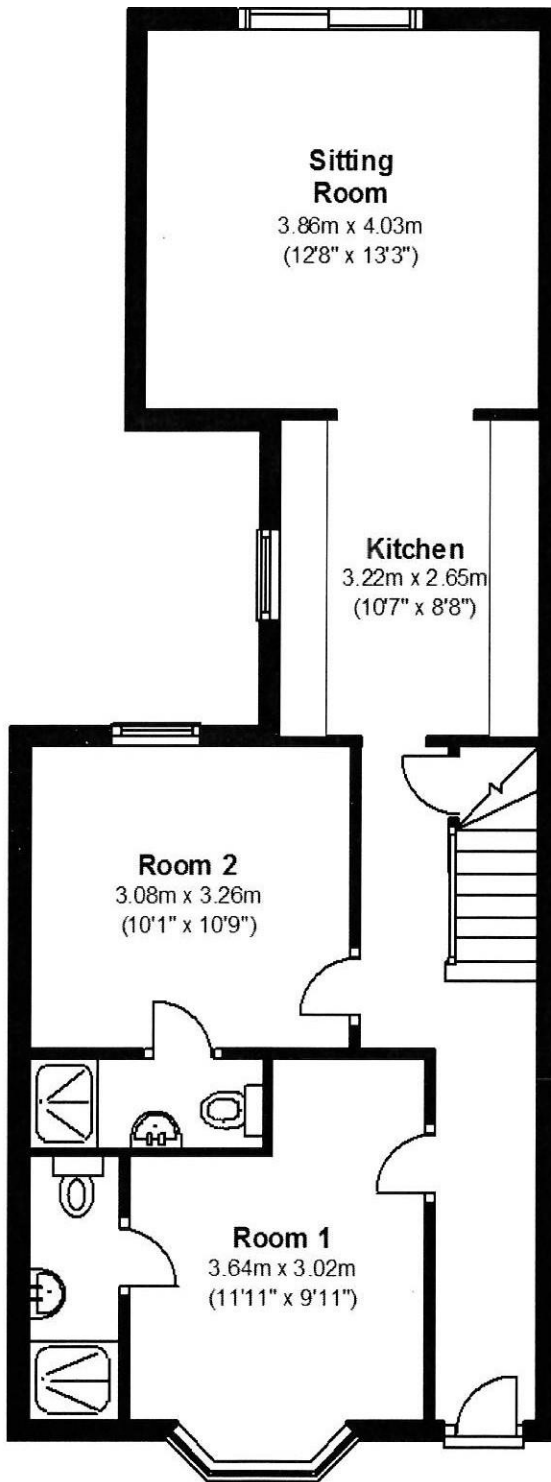 Sitting
Room
3.86m x 4.03m
(12'8" x 13'3")
Kitchen
3.22m x 2.65m
(10'7" x 8'8")
Room 2
3.08m x 3.26m
(10'1" x 10'9")
Room 1
3.64m x 3.02m
(11'11" x 9'11")